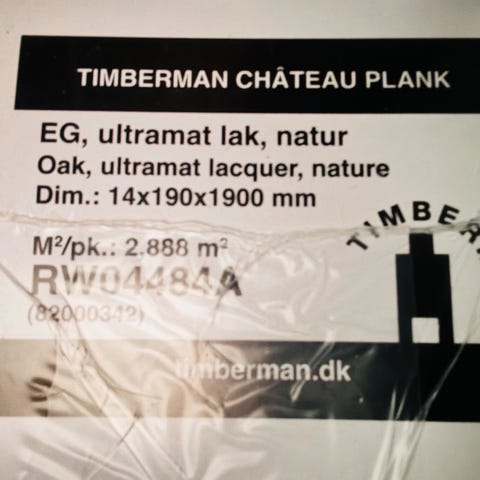 TIMBERMAN CHÂTEAU PLANK
EG, ultramat lak, natur
Oak, ultramat lacquer, nature
Dim.: 14x190x1900 mm
M²/pk.: 2.888 m²
RW04484A
(82000342)
TIMBER
timberman.dk